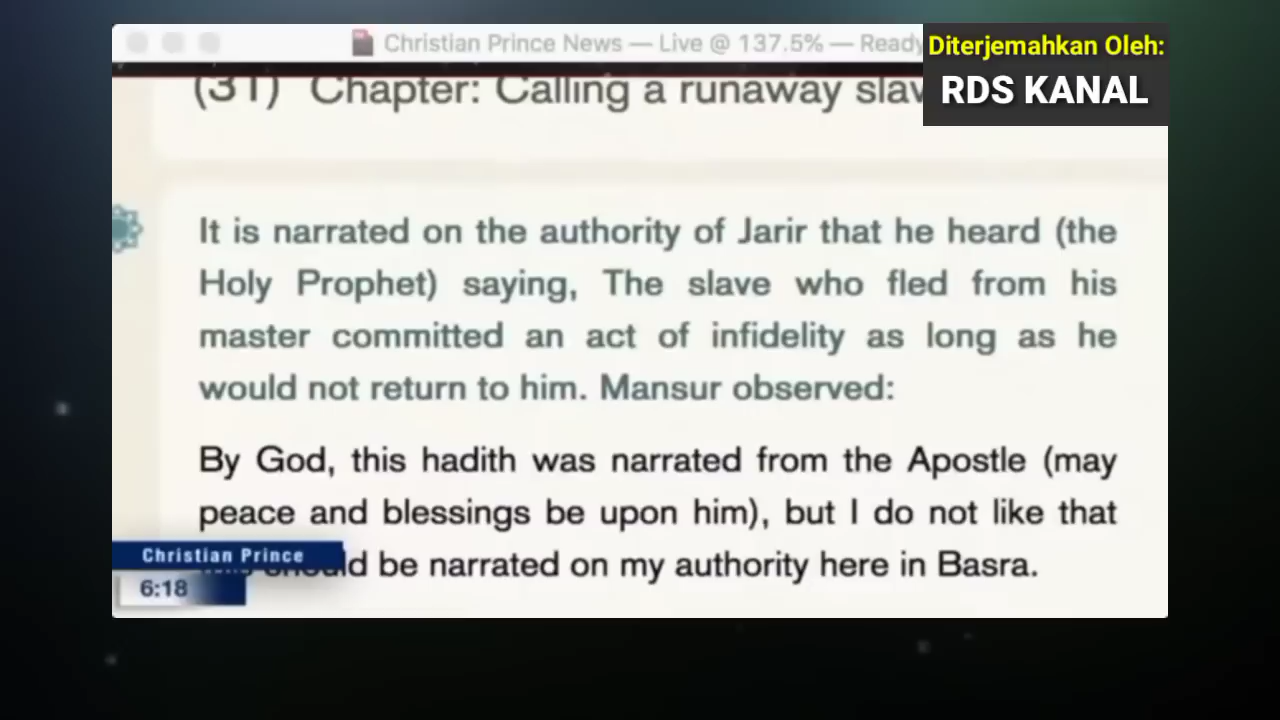 Christian Prince News — Live @ 137.5% — Ready
Diterjemahkan Oleh:
RDS KANAL
(31) Chapter: Calling a runaway
It is narrated on the authority of Jarir that he heard (the
Holy Prophet) saying, The slave who fled from his
master committed an act of infidelity as long as he
would not return to him. Mansur observed:
By God, this hadith was narrated from the Apostle (may
peace and blessings be upon him), but I do not like that
be narrated on my authority here in Basra.
Christian Prince
6:18